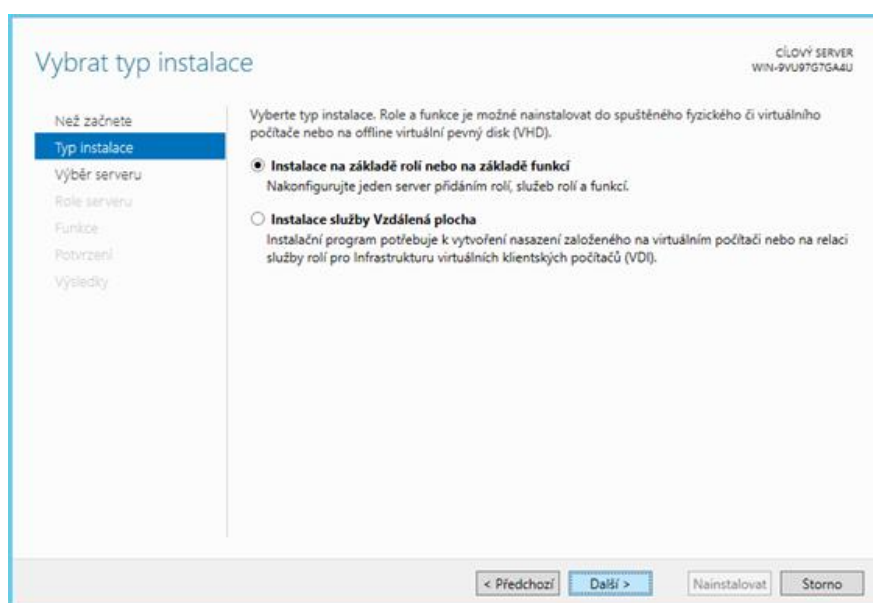 Vybrat typ instalace
CÍLOVÝ SERVER
WIN-9VU97G7GA4U
Než začnete
Typ instalace
Výběr serveru
Role serveru
Funkce
Potvrzení
Výsledky
Vyberte typ instalace. Role a funkce je možné nainstalovat do spuštěného fyzického či virtuálního
počítače nebo na offline virtuální pevný disk (VHD).
Instalace na základě rolí nebo na základě funkcí
Nakonfigurujte jeden server přidáním rolí, služeb rolí a funkcí.
Instalace služby Vzdálená plocha
Instalační program potřebuje k vytvoření nasazení založeného na virtuálním počítači nebo na relaci
služby rolí pro Infrastrukturu virtuálních klientských počítačů (VDI).
< Předchozí
Další >
Nainstalovat
Storno